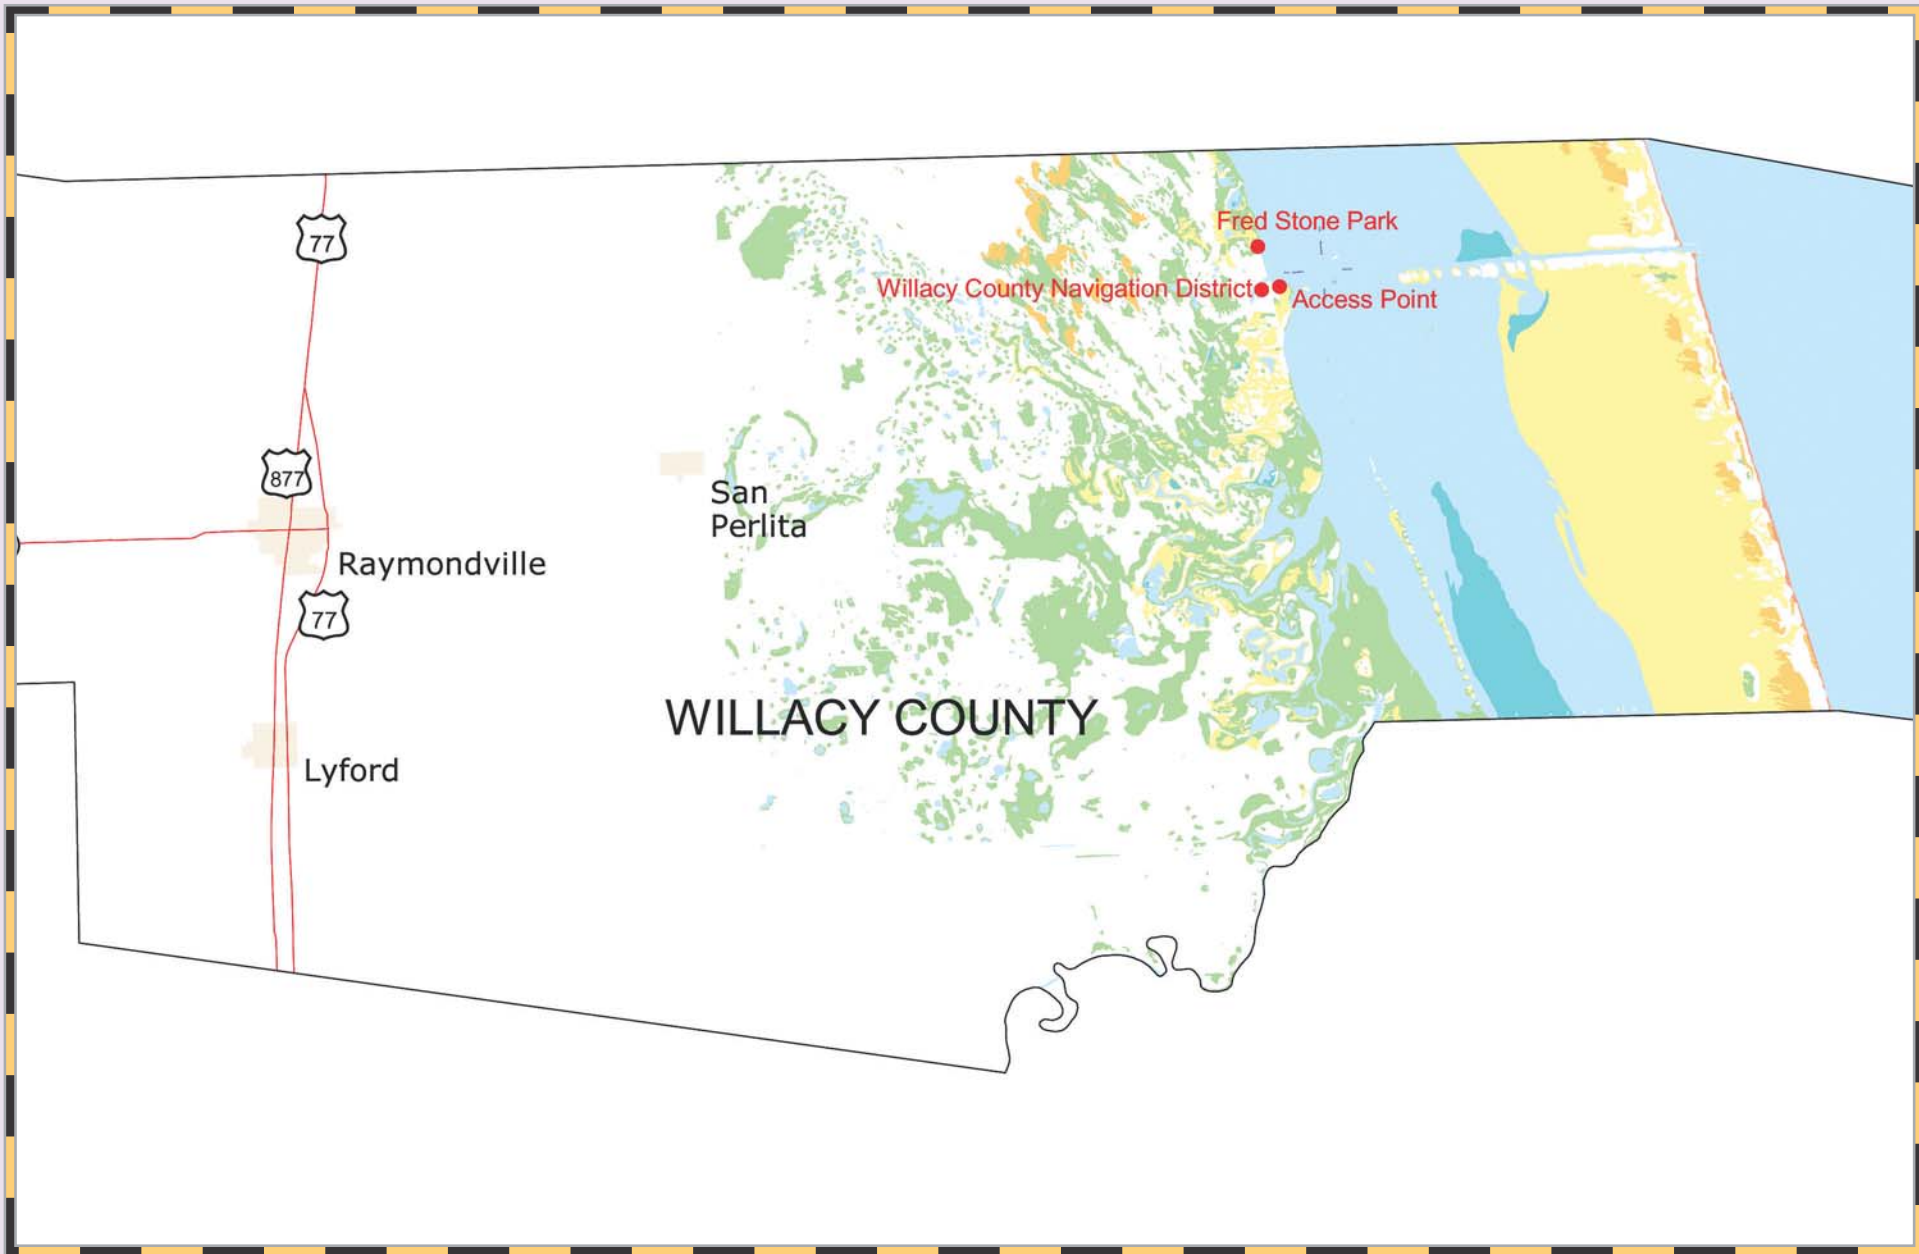 Fred Stone Park
77
Willacy County Navigation District
Access Point
877
San
Perlita
Raymondville
77
WILLACY COUNTY
Lyford